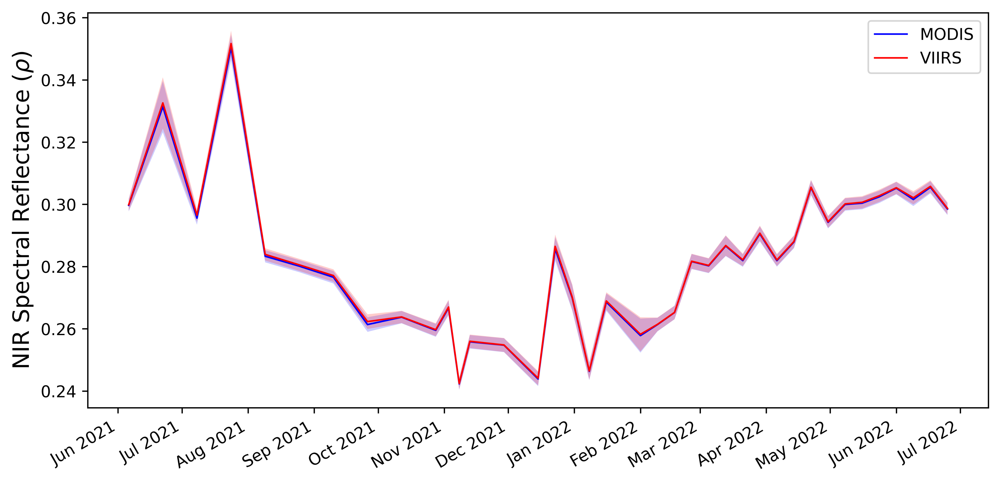 NIR Spectral Reflectance (ρ)
0.36
0.34
0.32
0.30
0.28
0.26
0.24
MODIS
VIIRS
Jun 2021
Jul 2021
Aug 2021
Sep 2021
Oct 2021
Nov 2021
Dec 2021
Jan 2022
Feb 2022
Mar 2022
Apr 2022
May 2022
Jun 2022
Jul 2022